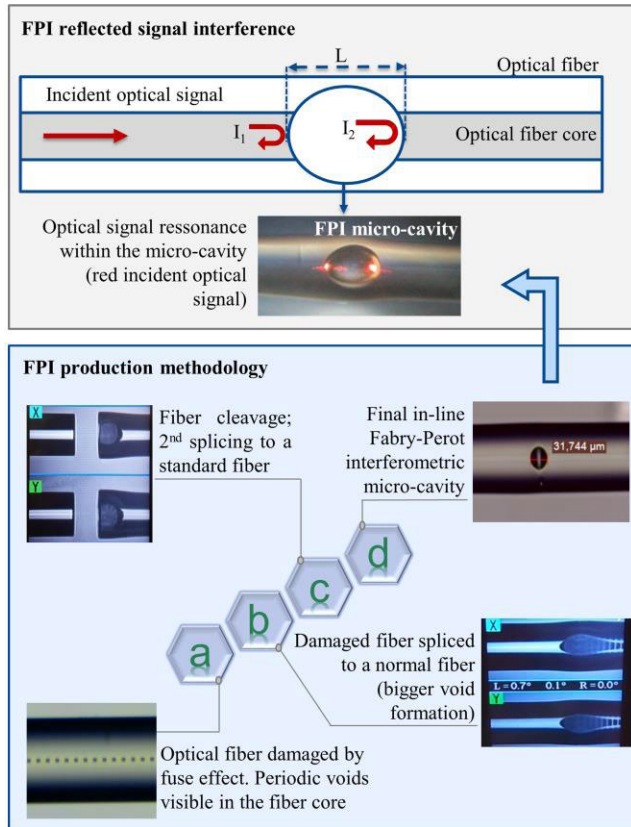 FPI reflected signal interference
L
Optical fiber
Incident optical signal
I1
I2
Optical fiber core
Optical signal ressonance
within the micro-cavity
(red incident optical
signal)
FPI micro-cavity
FPI production methodology
X
Y
Fiber cleavage;
2nd splicing to a
standard fiber
Final in-line
Fabry-Perot
interferometric
micro-cavity
31,744 µm
d
c
b
a
Damaged fiber spliced
to a normal fiber
(bigger void
formation)
X
L=0.7° 0.1° R=0.0°
Y
Optical fiber damaged by
fuse effect. Periodic voids
visible in the fiber core